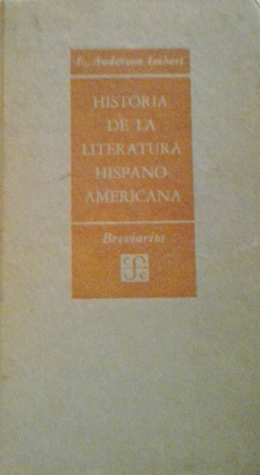 E. Anderson Imbert
HISTORIA
DE LA
LITERATURA
HISPANO
AMERICANA
Breviarios